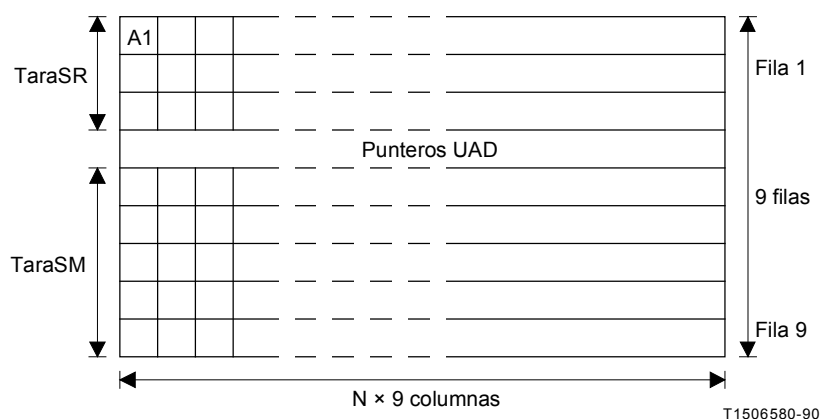 A1
TaraSR
Fila 1
Punteros UAD
9 filas
TaraSM
Fila 9
N × 9 columnas
T1506580-90